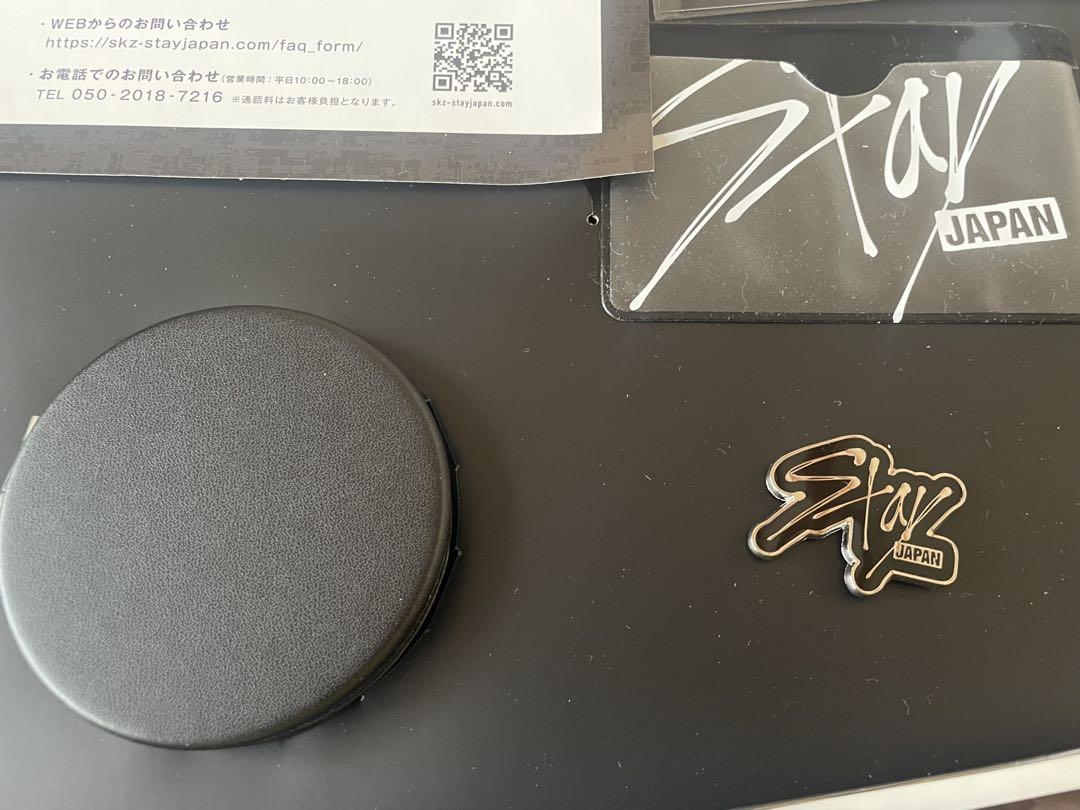 ・WEBからのお問い合わせ
https://skz-stayjapan.com/faq_form/
・お電話でのお問い合わせ(営業時間：平日10:00～18:00)
TEL 050-2018-7216 ※通話料はお客様負担となります。
skz-stayjapan.com
Stay
JAPAN
Stay
JAPAN